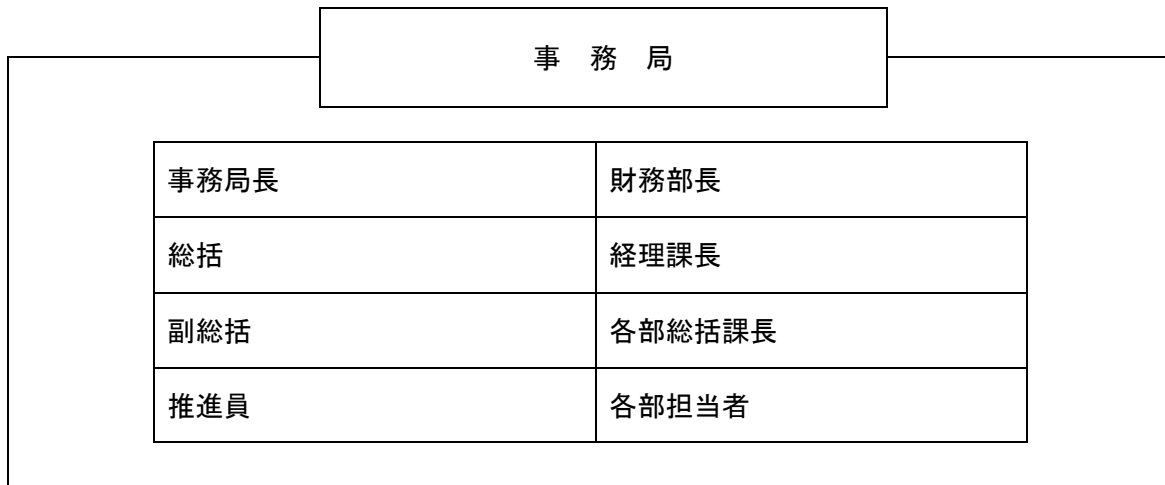 事　務　局
事務局長 財務部長
総括 経理課長
副総括 各部総括課長
推進員 各部担当者